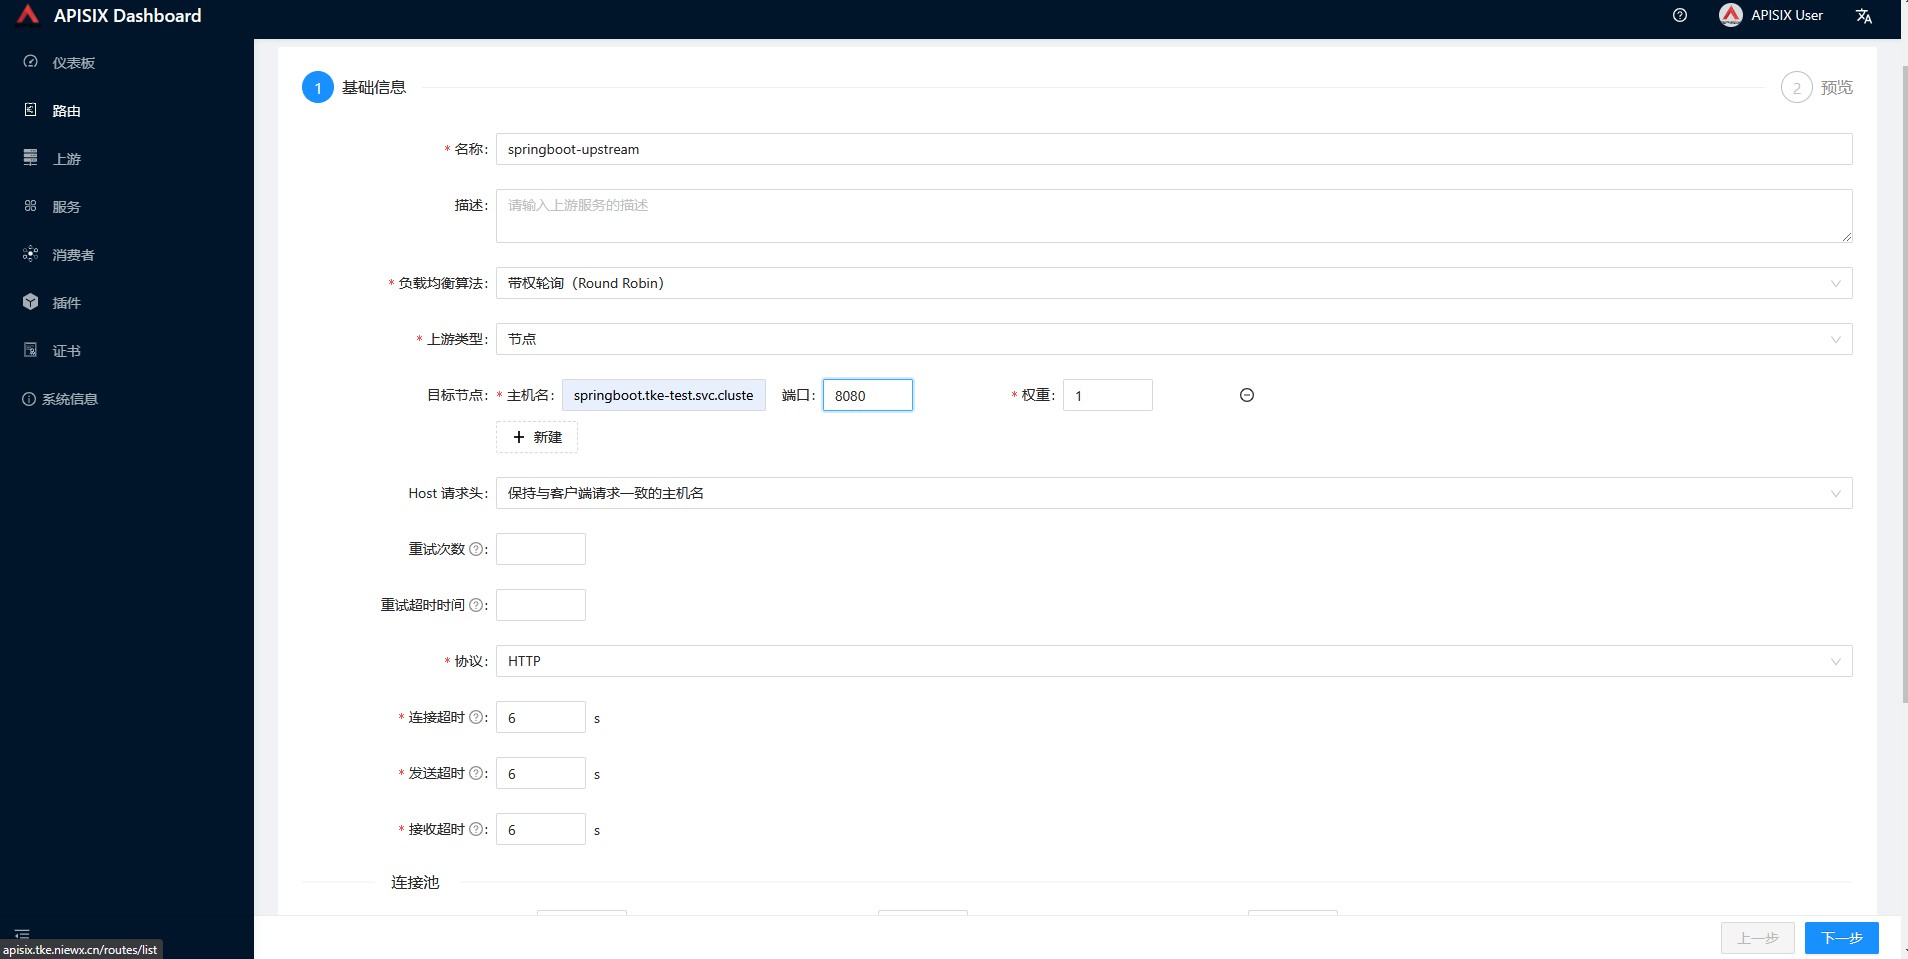 APISIX Dashboard
APISIX User
仪表板
路由
上游
服务
消费者
插件
证书
系统信息
1 基础信息
2 预览
* 名称: springboot-upstream
描述: 请输入上游服务的描述
* 负载均衡算法: 带权轮询（Round Robin）
* 上游类型: 节点
目标节点: * 主机名: springboot.tke-test.svc.cluste 端口: 8080 * 权重: 1
+ 新建
Host 请求头: 保持与客户端请求一致的主机名
重试次数:
重试超时时间:
* 协议: HTTP
* 连接超时: 6 s
* 发送超时: 6 s
* 接收超时: 6 s
连接池
上一步 下一步
apisix.tke.niewx.cn/routes/list